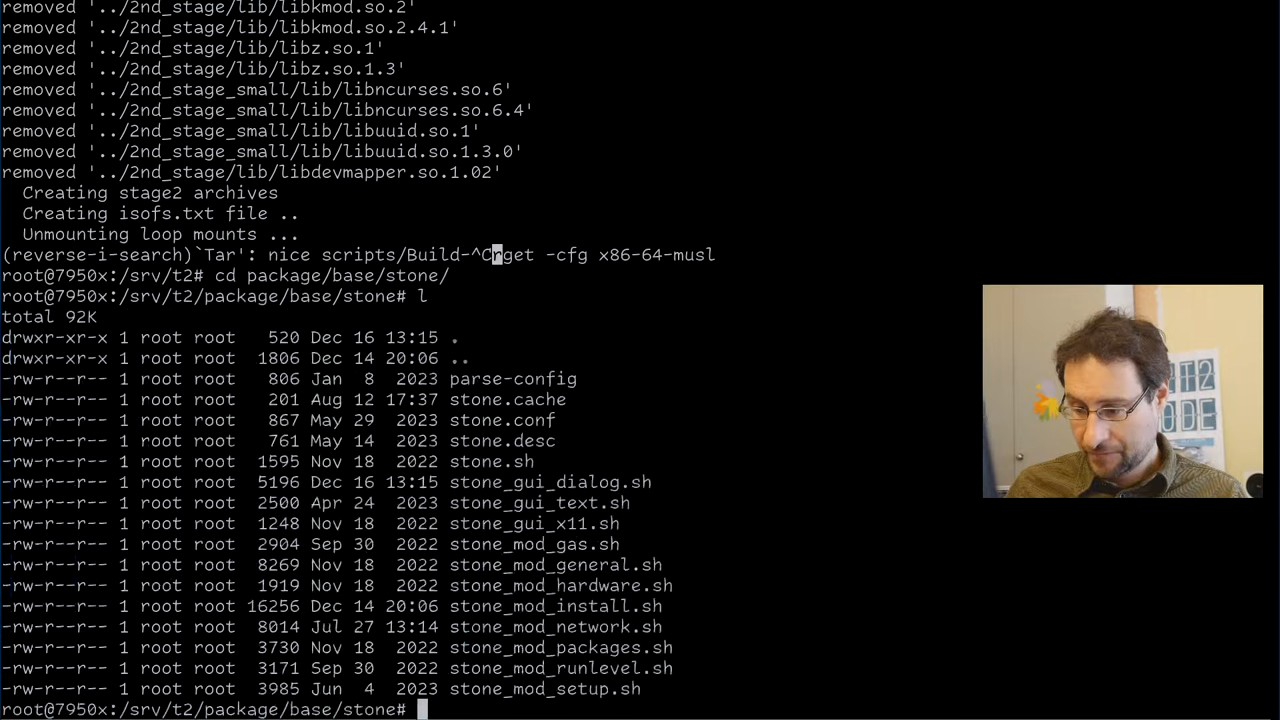 removed '../2nd_stage/lib/libkmod.so.2'
removed '../2nd_stage/lib/libkmod.so.2.4.1'
removed '../2nd_stage/lib/libz.so.1'
removed '../2nd_stage/lib/libz.so.1.3'
removed '../2nd_stage_small/lib/libncurses.so.6'
removed '../2nd_stage_small/lib/libncurses.so.6.4'
removed '../2nd_stage_small/lib/libuuid.so.1'
removed '../2nd_stage_small/lib/libuuid.so.1.3.0'
removed '../2nd_stage/lib/libdevmapper.so.1.02'
  Creating stage2 archives
  Creating isofs.txt file ..
  Unmounting loop mounts ...
(reverse-i-search)`Tar': nice scripts/Build-^Crget -cfg x86-64-musl
root@7950x:/srv/t2# cd package/base/stone/
root@7950x:/srv/t2/package/base/stone# l
total 92K
drwxr-xr-x 1 root root   520 Dec 16 13:15 .
drwxr-xr-x 1 root root  1806 Dec 14 20:06 ..
-rw-r--r-- 1 root root   806 Jan  8  2023 parse-config
-rw-r--r-- 1 root root   201 Aug 12 17:37 stone.cache
-rw-r--r-- 1 root root   867 May 29  2023 stone.conf
-rw-r--r-- 1 root root   761 May 14  2023 stone.desc
-rw-r--r-- 1 root root  1595 Nov 18  2022 stone.sh
-rw-r--r-- 1 root root  5196 Dec 16 13:15 stone_gui_dialog.sh
-rw-r--r-- 1 root root  2500 Apr 24  2023 stone_gui_text.sh
-rw-r--r-- 1 root root  1248 Nov 18  2022 stone_gui_x11.sh
-rw-r--r-- 1 root root  2904 Sep 30  2022 stone_mod_gas.sh
-rw-r--r-- 1 root root  8269 Nov 18  2022 stone_mod_general.sh
-rw-r--r-- 1 root root  1919 Nov 18  2022 stone_mod_hardware.sh
-rw-r--r-- 1 root root 16256 Dec 14 20:06 stone_mod_install.sh
-rw-r--r-- 1 root root  8014 Jul 27 13:14 stone_mod_network.sh
-rw-r--r-- 1 root root  3730 Nov 18  2022 stone_mod_packages.sh
-rw-r--r-- 1 root root  3171 Sep 30  2022 stone_mod_runlevel.sh
-rw-r--r-- 1 root root  3985 Jun  4  2023 stone_mod_setup.sh
root@7950x:/srv/t2/package/base/stone#